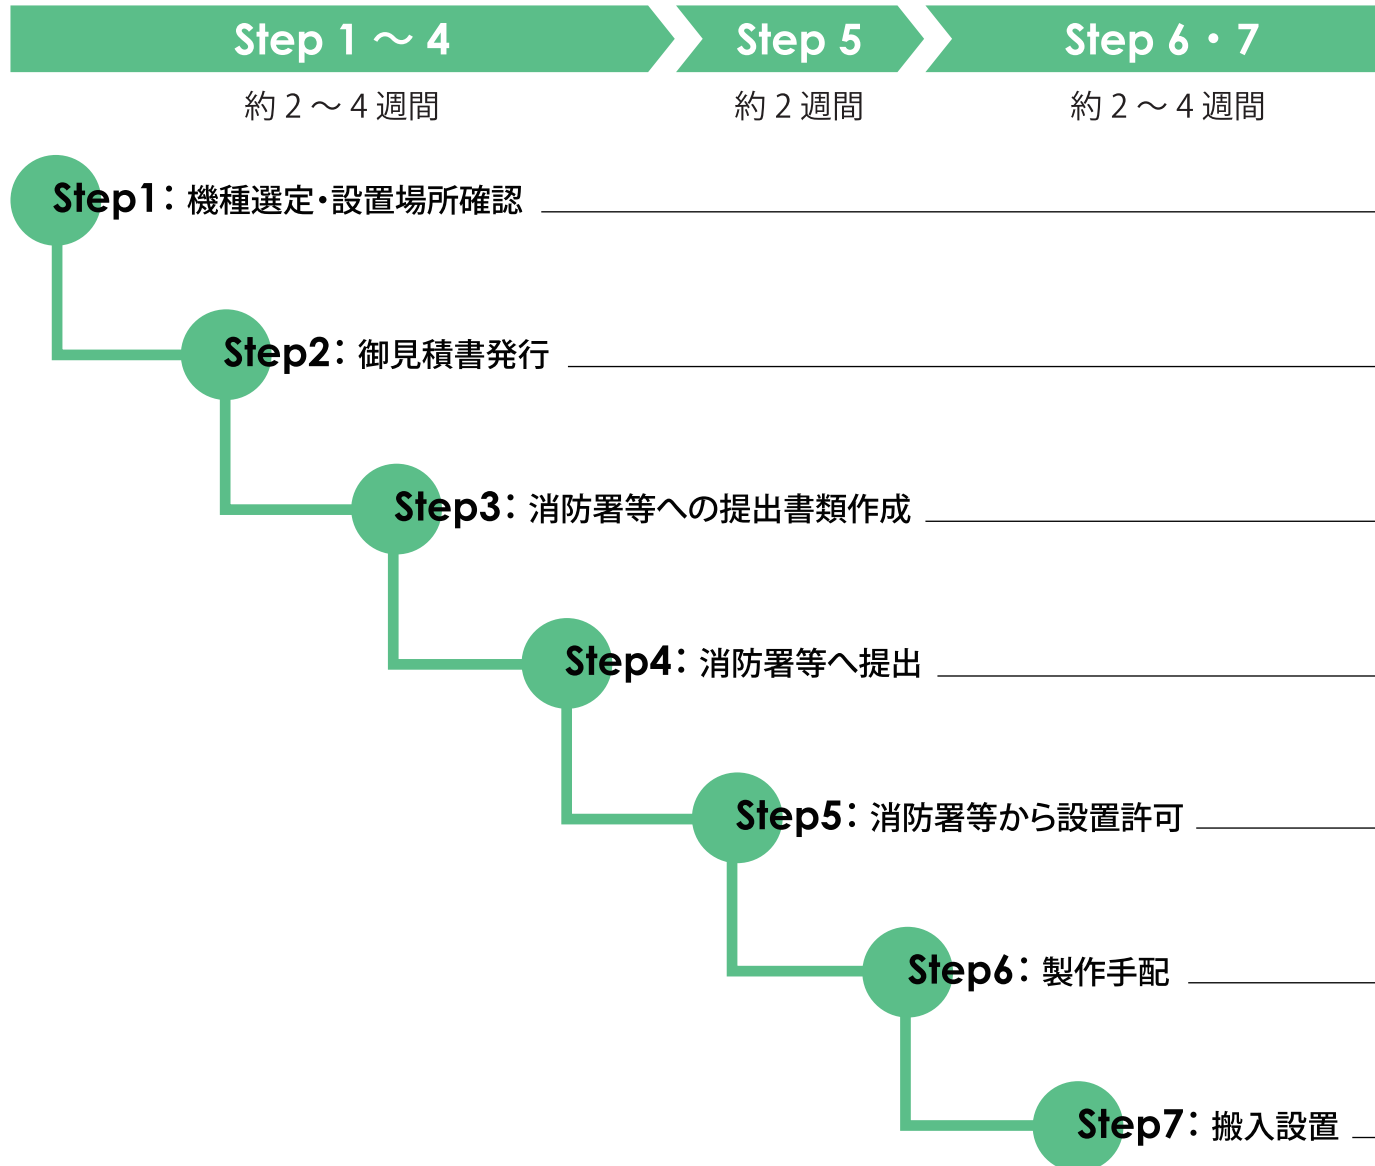 Step 1 〜 4
Step 5
Step 6・7
約 2 〜 4 週間
約 2 週間
約 2 〜 4 週間
Step1：機種選定・設置場所確認
Step2：御見積書発行
Step3：消防署等への提出書類作成
Step4：消防署等へ提出
Step5：消防署等から設置許可
Step6：製作手配
Step7：搬入設置